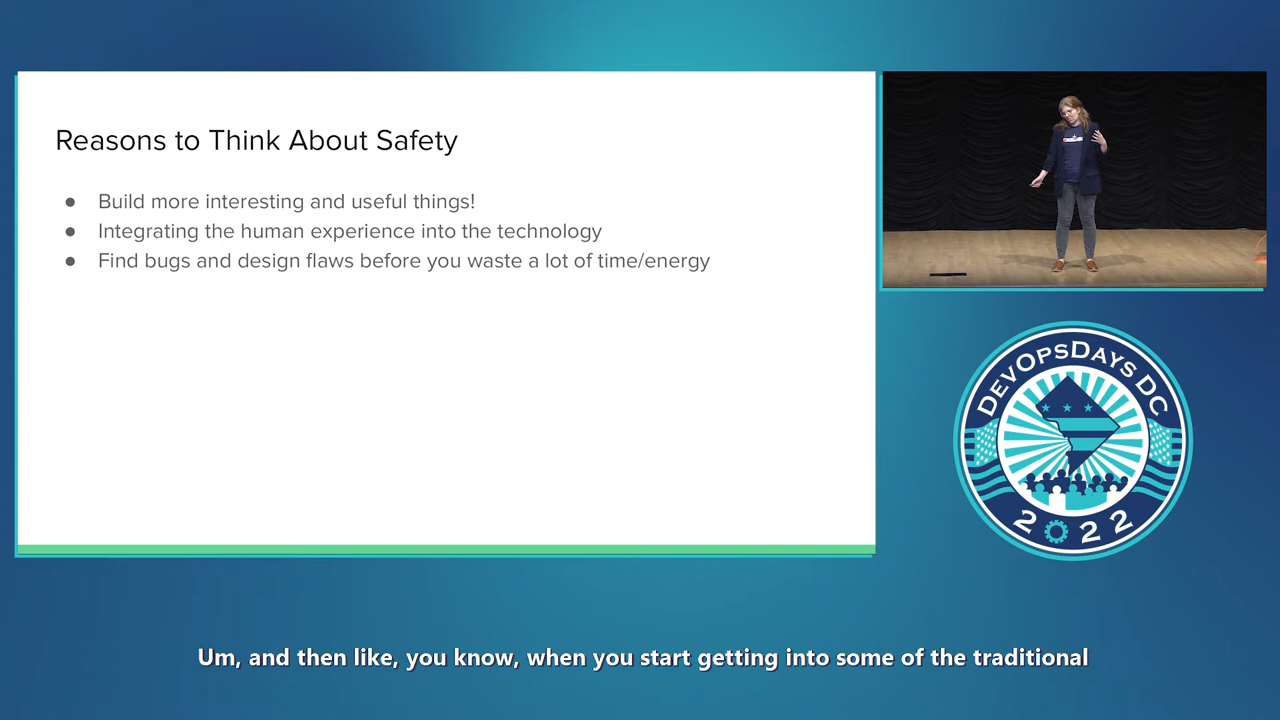 Reasons to Think About Safety
● Build more interesting and useful things!
● Integrating the human experience into the technology
● Find bugs and design flaws before you waste a lot of time/energy
DEVOPSDAYS DC
2022
Um, and then like, you know, when you start getting into some of the traditional